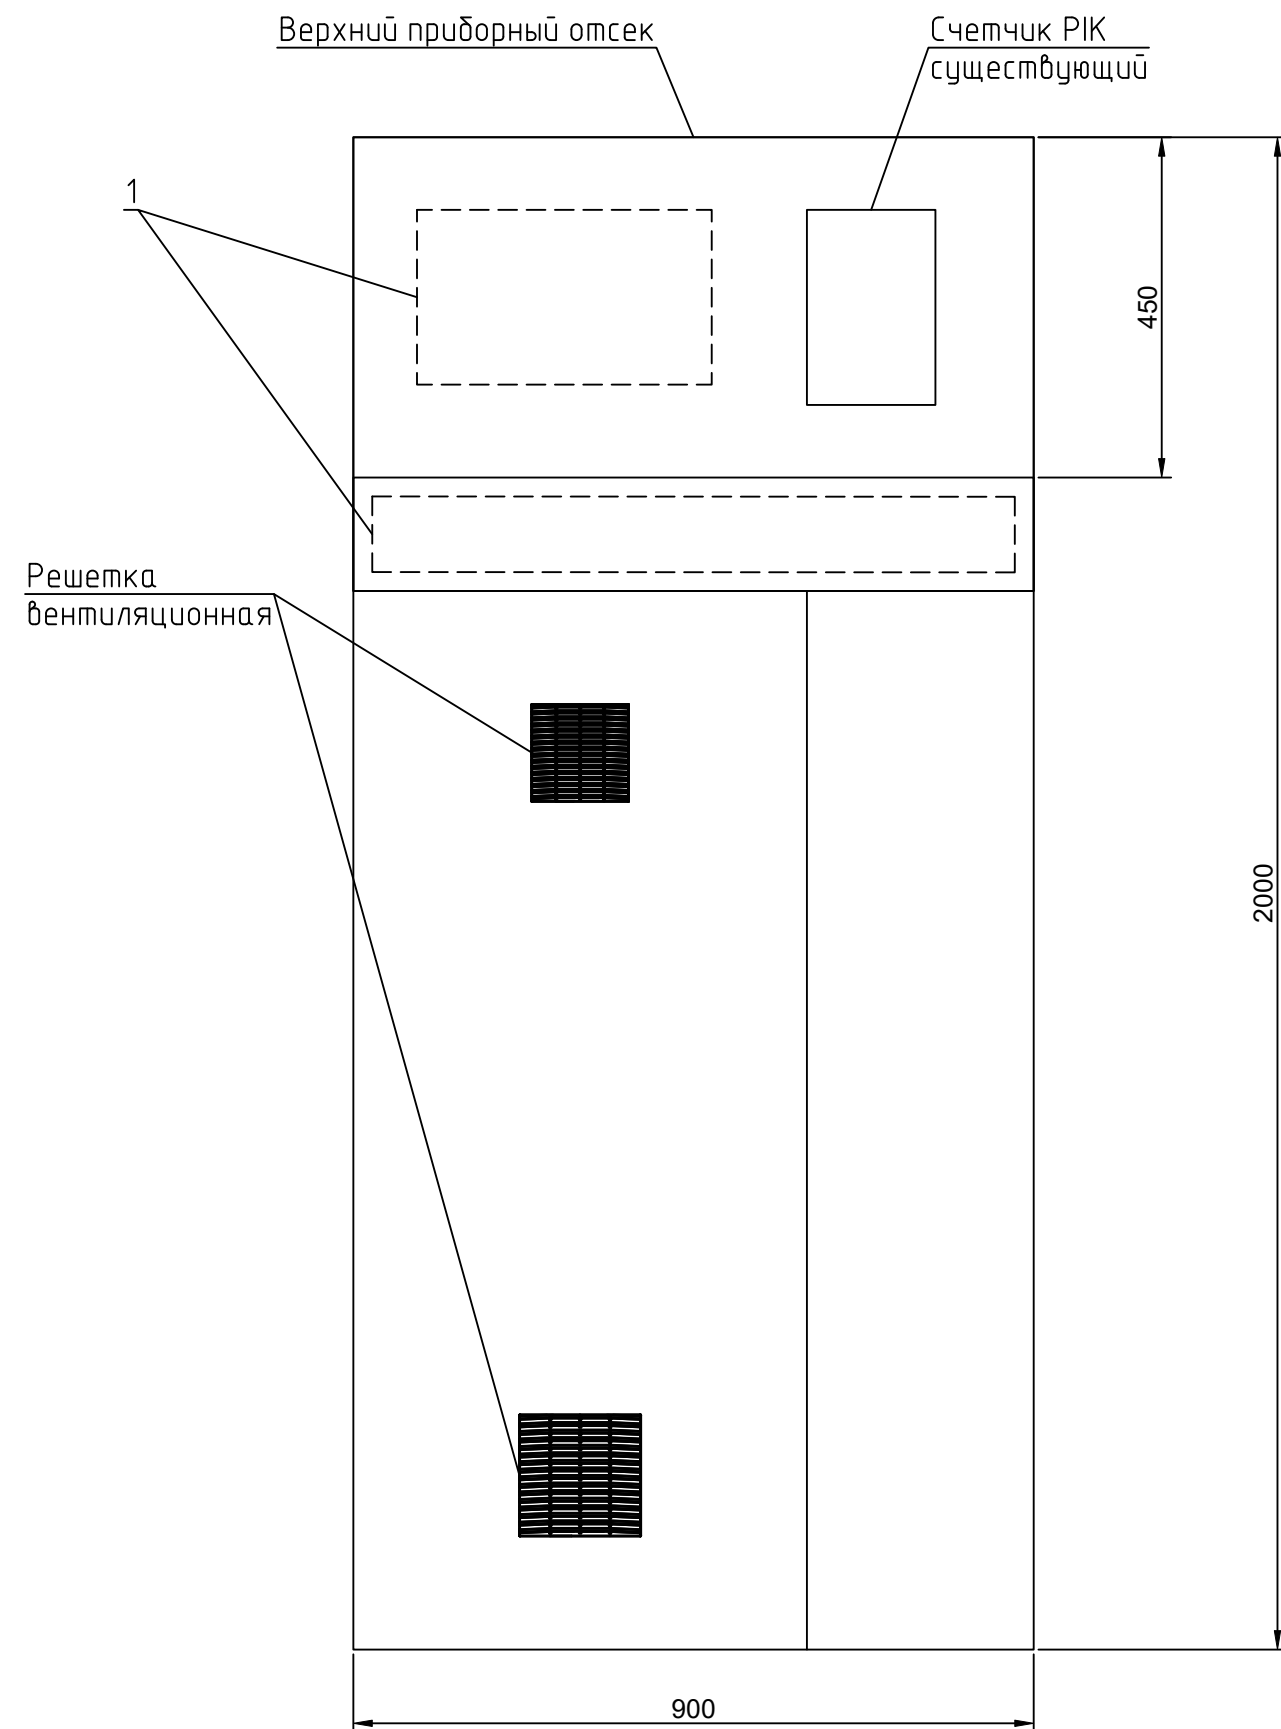 Верхний приборный отсек
Счетчик PIK
существующий
1
450
Решетка
вентиляционная
2000
900